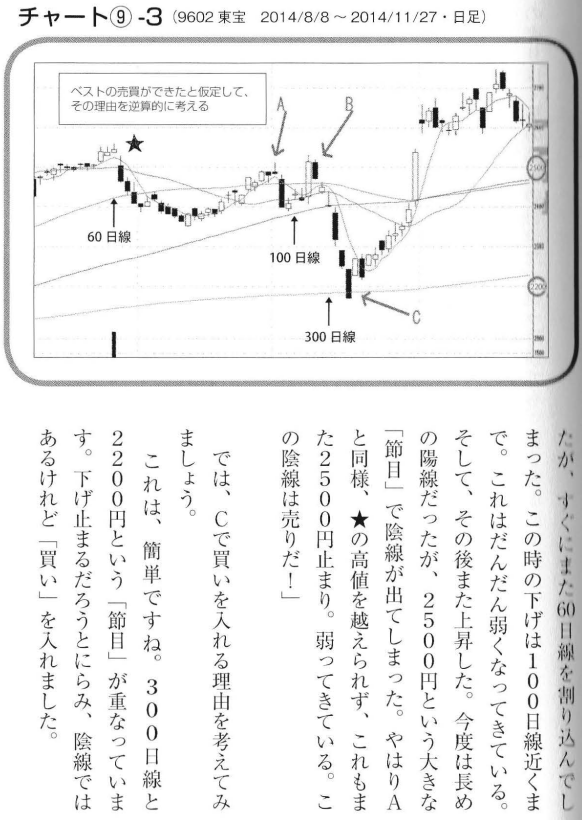 チャート⑨-3（9602 東宝　2014/8/8 ～ 2014/11/27・日足）
ベストの売買ができたと仮定して、
その理由を逆算的に考える
★
A
B
2500
60 日線
100 日線
2200
C
300 日線
たが、すぐにまた60日線を割り込んでし
まった。この時の下げは１００日線近くま
で。これはだんだん弱くなってきている。
そして、その後また上昇した。今度は長め
の陽線だったが、２５００円という大きな
「節目」で陰線が出てしまった。やはりA
と同様、★の高値を越えられず、これもま
た２５００円止まり。弱ってきている。こ
の陰線は売りだ！」
では、Cで買いを入れる理由を考えてみ
ましょう。
これは、簡単ですね。３００日線と
２２００円という「節目」が重なっていま
す。下げ止まるだろうとにらみ、陰線では
あるけれど「買い」を入れました。